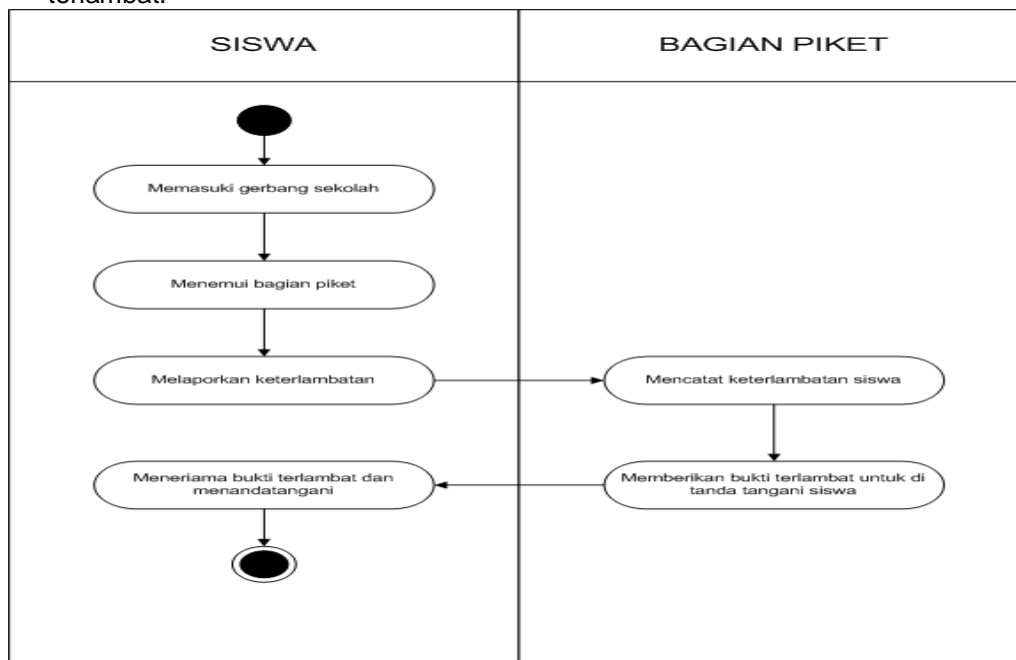 terlambat.
SISWA
BAGIAN PIKET
Memasuki gerbang sekolah
Menemui bagian piket
Melaporkan keterlambatan
Mencatat keterlambatan siswa
Memberikan bukti terlambat untuk di
tanda tangani siswa
Meneriama bukti terlambat dan
menandatangani